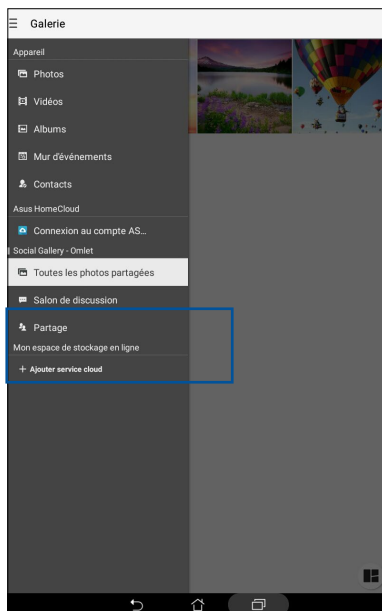 Galerie
Appareil
Photos
Vidéos
Albums
Mur d'événements
Contacts
Asus HomeCloud
Connexion au compte AS...
Social Gallery - Omlet
Toutes les photos partagées
Salon de discussion
Partage
Mon espace de stockage en ligne
+ Ajouter service cloud